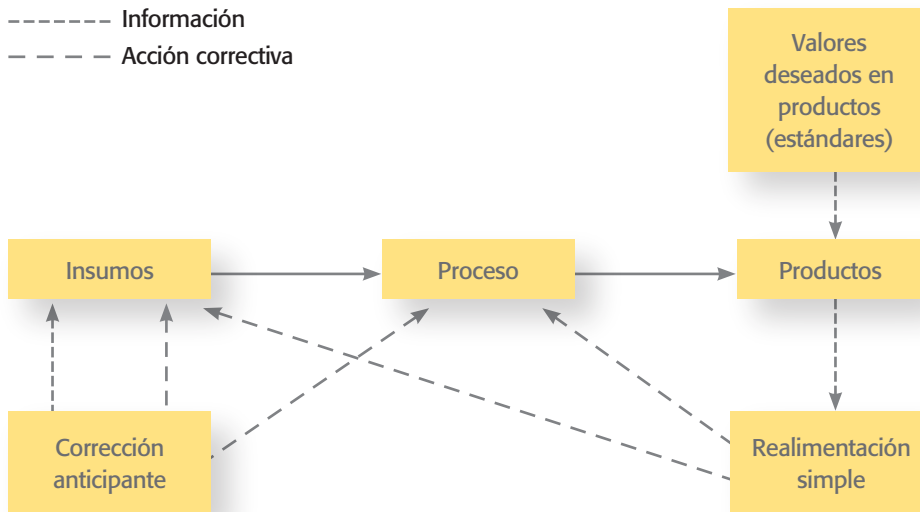 Información
Acción correctiva
Valores
deseados en
productos
(estándares)
Insumos
Proceso
Productos
Corrección
anticipante
Realimentación
simple